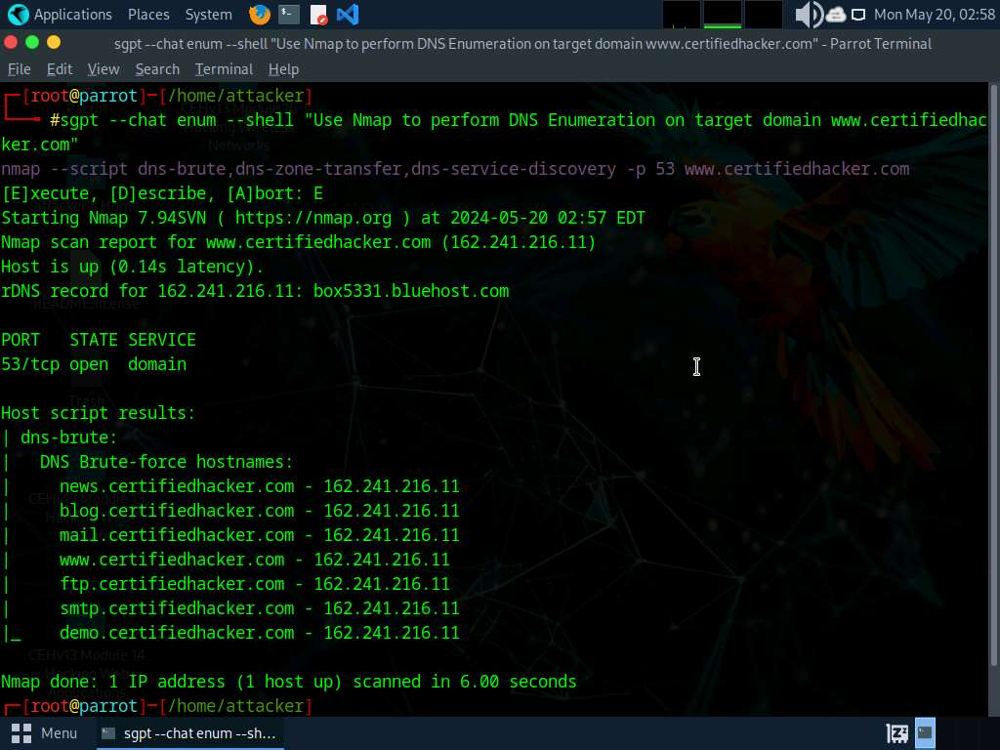 Applications Places System Mon May 20, 02:58
sgpt --chat enum --shell "Use Nmap to perform DNS Enumeration on target domain www.certifiedhacker.com" - Parrot Terminal
File Edit View Search Terminal Help
┌─[root@parrot]─[/home/attacker]
└──╼ #sgpt --chat enum --shell "Use Nmap to perform DNS Enumeration on target domain www.certifiedhac
ker.com"
nmap --script dns-brute,dns-zone-transfer,dns-service-discovery -p 53 www.certifiedhacker.com
[E]xecute, [D]escribe, [A]bort: E
Starting Nmap 7.94SVN ( https://nmap.org ) at 2024-05-20 02:57 EDT
Nmap scan report for www.certifiedhacker.com (162.241.216.11)
Host is up (0.14s latency).
rDNS record for 162.241.216.11: box5331.bluehost.com
README.license
PORT   STATE SERVICE
53/tcp open  domain
Trash
Host script results:
| dns-brute:
|   DNS Brute-force hostnames:
|     news.certifiedhacker.com - 162.241.216.11
|     blog.certifiedhacker.com - 162.241.216.11
|     mail.certifiedhacker.com - 162.241.216.11
|     www.certifiedhacker.com - 162.241.216.11
|     ftp.certifiedhacker.com - 162.241.216.11
|     smtp.certifiedhacker.com - 162.241.216.11
|_    demo.certifiedhacker.com - 162.241.216.11
CEHv13 Module 14
Nmap done: 1 IP address (1 host up) scanned in 6.00 seconds
┌─[root@parrot]─[/home/attacker]
Menu sgpt --chat enum --sh...